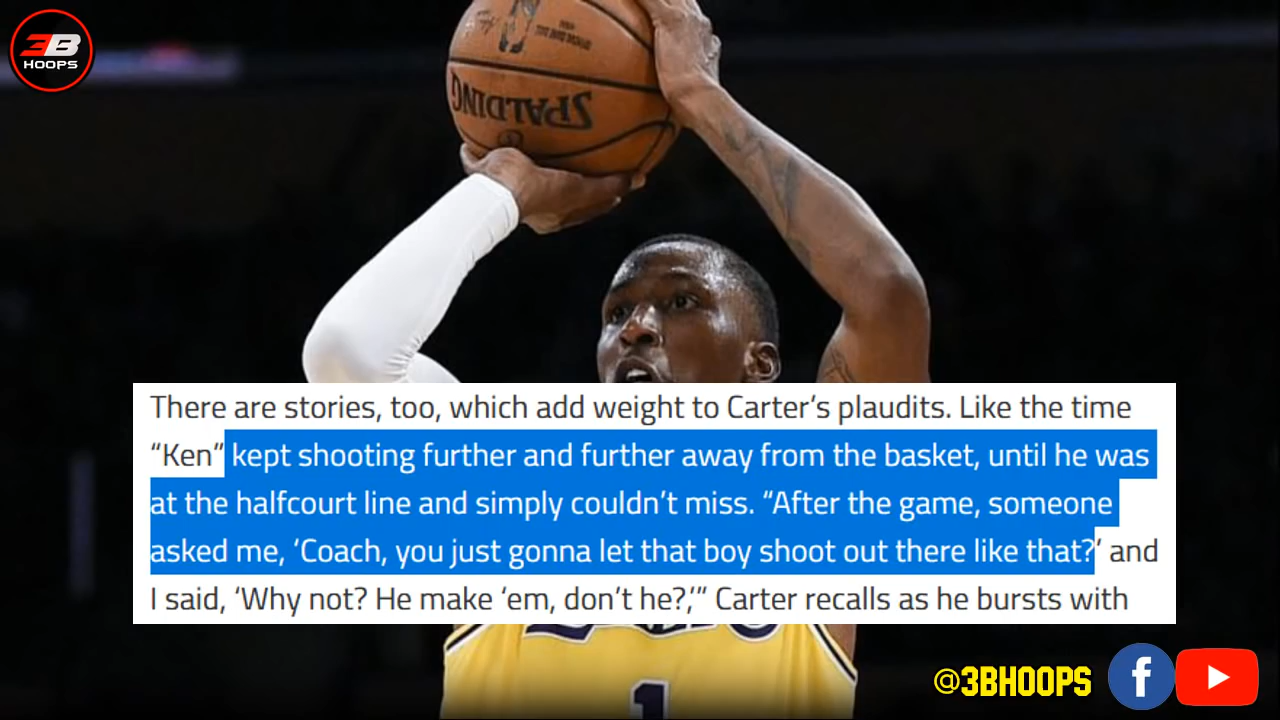 3B
HOOPS
SPALDING
There are stories, too, which add weight to Carter’s plaudits. Like the time
“Ken” kept shooting further and further away from the basket, until he was
at the halfcourt line and simply couldn’t miss. “After the game, someone
asked me, ‘Coach, you just gonna let that boy shoot out there like that?’ and
I said, ‘Why not? He make ‘em, don’t he?,’” Carter recalls as he bursts with
1
@3BHOOPS